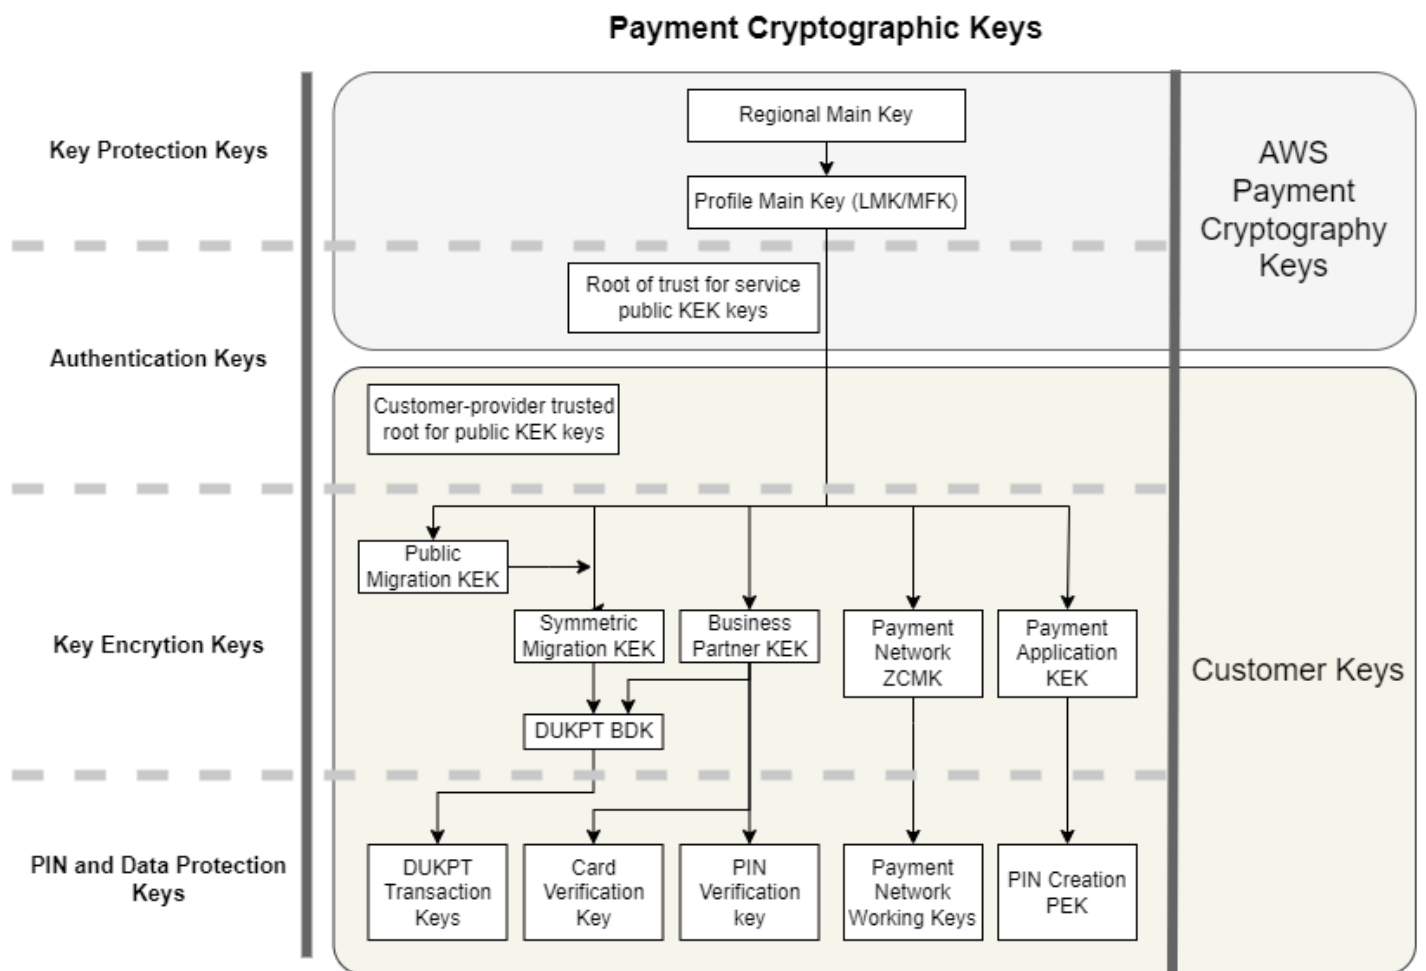 Payment Cryptographic Keys
Key Protection Keys
Regional Main Key
Profile Main Key (LMK/MFK)
AWS
Payment
Cryptography
Keys
Authentication Keys
Root of trust for service
public KEK keys
Customer-provider trusted
root for public KEK keys
Key Encrytion Keys
Public
Migration KEK
Symmetric
Migration KEK
Business
Partner KEK
Payment
Network
ZCMK
Payment
Application
KEK
DUKPT BDK
Customer Keys
PIN and Data Protection
Keys
DUKPT
Transaction
Keys
Card
Verification
Key
PIN
Verification
key
Payment
Network
Working Keys
PIN Creation
PEK